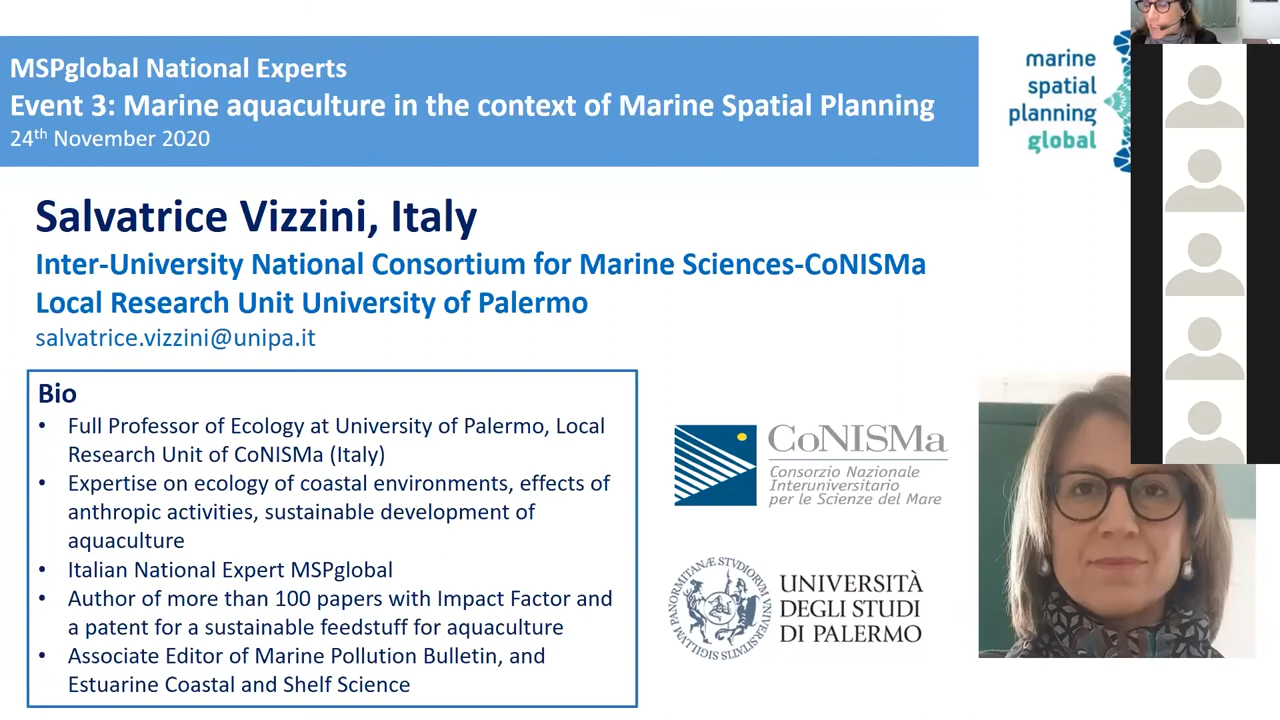 MSPglobal National Experts
Event 3: Marine aquaculture in the context of Marine Spatial Planning
24th November 2020
marine
spatial
planning
global
Salvatrice Vizzini, Italy
Inter-University National Consortium for Marine Sciences-CoNISMa
Local Research Unit University of Palermo
salvatrice.vizzini@unipa.it
Bio
• Full Professor of Ecology at University of Palermo, Local
Research Unit of CoNISMa (Italy)
• Expertise on ecology of coastal environments, effects of
anthropic activities, sustainable development of
aquaculture
• Italian National Expert MSPglobal
• Author of more than 100 papers with Impact Factor and
a patent for a sustainable feedstuff for aquaculture
• Associate Editor of Marine Pollution Bulletin, and
Estuarine Coastal and Shelf Science
CoNISMa
Consorzio Nazionale
Interuniversitario
per le Scienze del Mare
SIGILLVM PANORMITANÆ STVDIORVM VNIVERSITATIS
UNIVERSITÀ
DEGLI STUDI
DI PALERMO